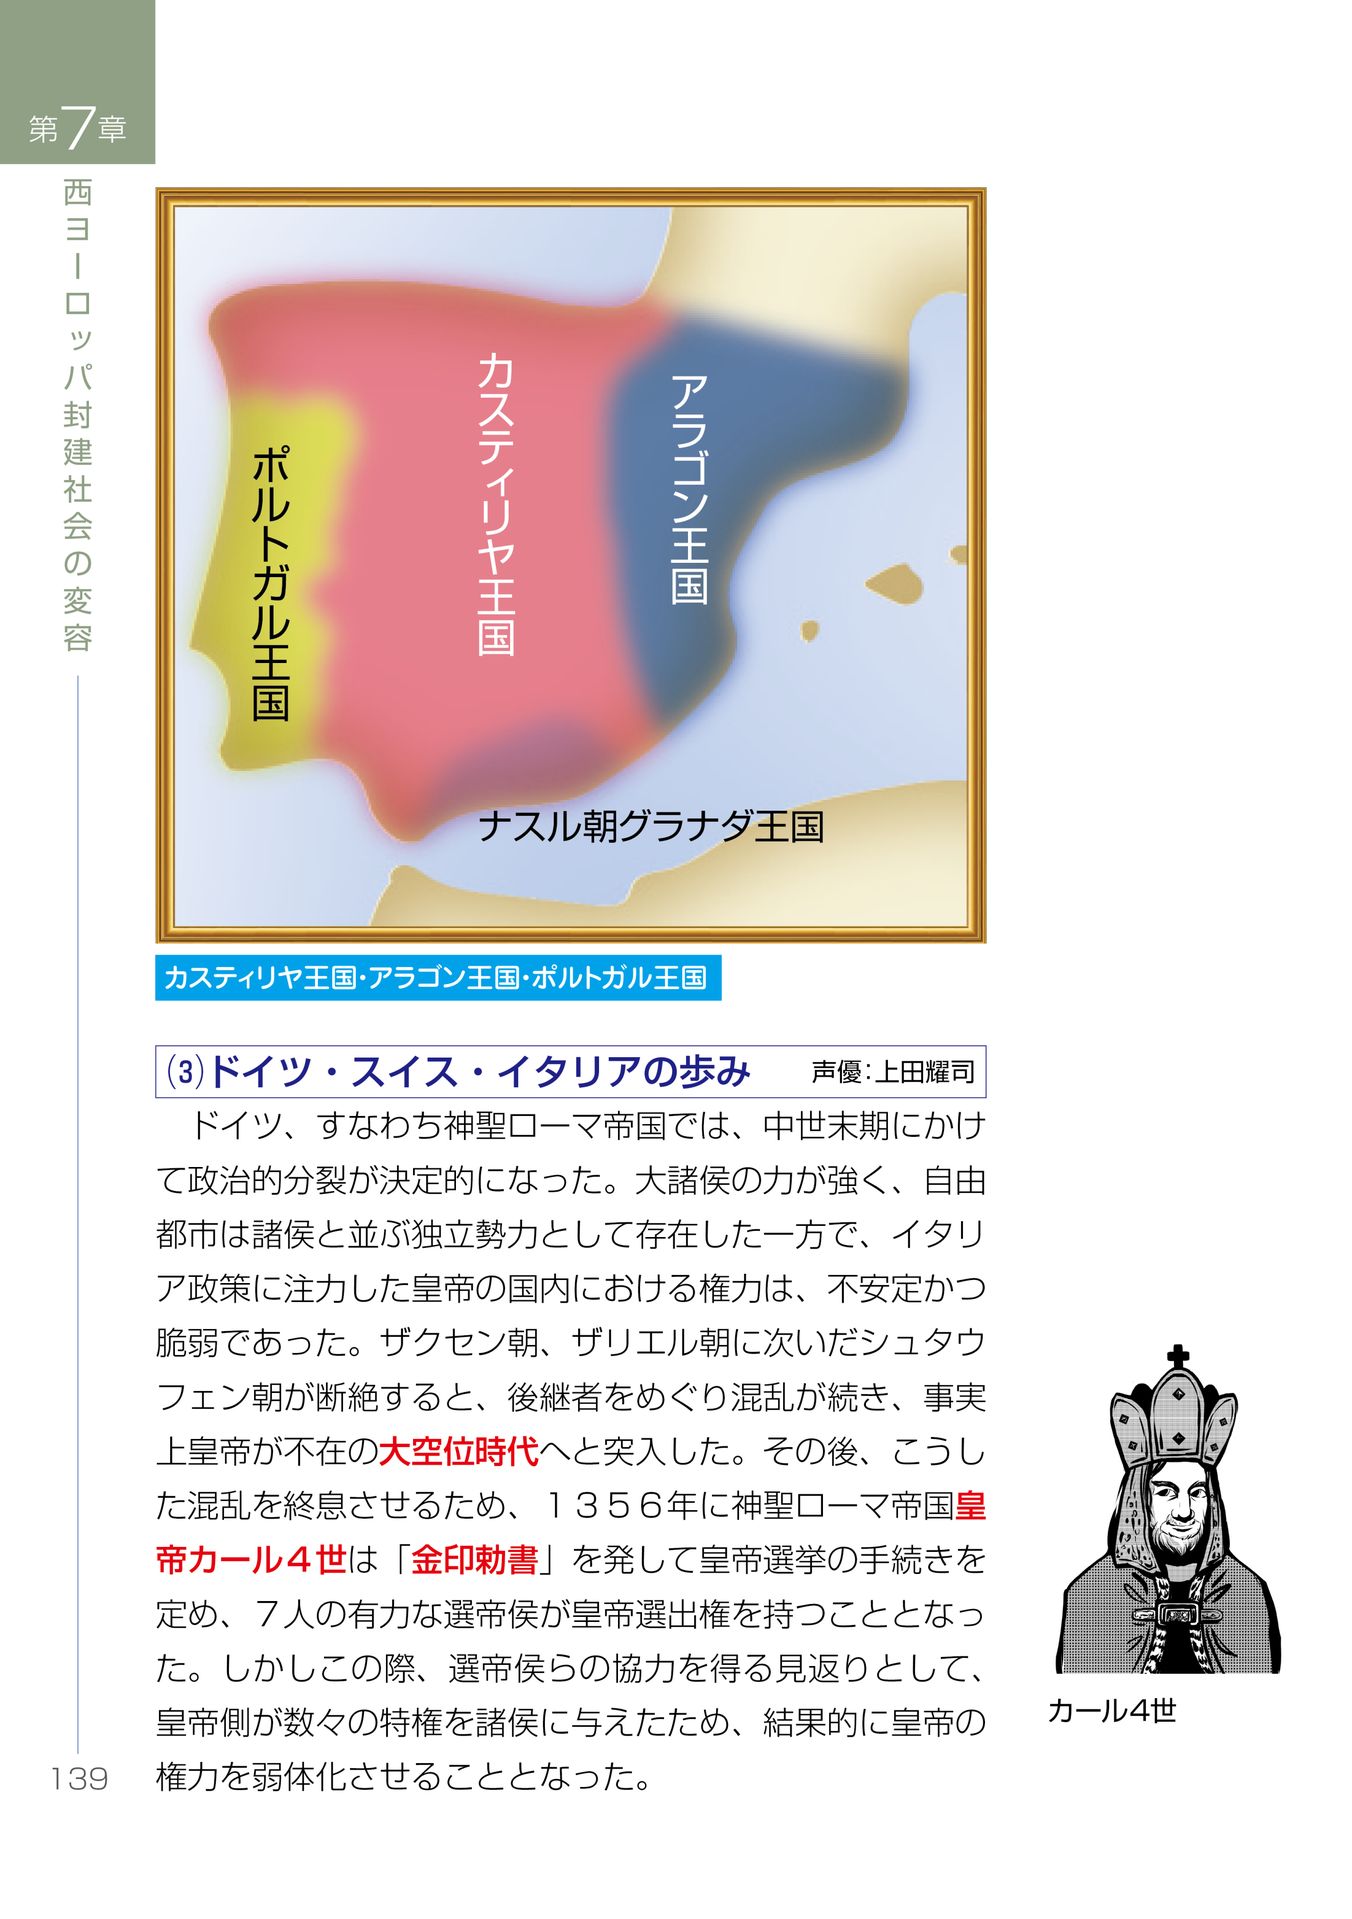 第7章
西ヨーロッパ封建社会の変容
カスティリヤ王国
アラゴン王国
ポルトガル王国
ナスル朝グラナダ王国
カスティリヤ王国・アラゴン王国・ポルトガル王国
(3)ドイツ・スイス・イタリアの歩み 声優：上田耀司
ドイツ、すなわち神聖ローマ帝国では、中世末期にかけ
て政治的分裂が決定的になった。大諸侯の力が強く、自由
都市は諸侯と並ぶ独立勢力として存在した一方で、イタリ
ア政策に注力した皇帝の国内における権力は、不安定かつ
脆弱であった。ザクセン朝、ザリエル朝に次いだシュタウ
フェン朝が断絶すると、後継者をめぐり混乱が続き、事実
上皇帝が不在の大空位時代へと突入した。その後、こうし
た混乱を終息させるため、１３５６年に神聖ローマ帝国皇
帝カール４世は「金印勅書」を発して皇帝選挙の手続きを
定め、７人の有力な選帝侯が皇帝選出権を持つこととなっ
た。しかしこの際、選帝侯らの協力を得る見返りとして、
皇帝側が数々の特権を諸侯に与えたため、結果的に皇帝の
権力を弱体化させることとなった。
カール4世
139